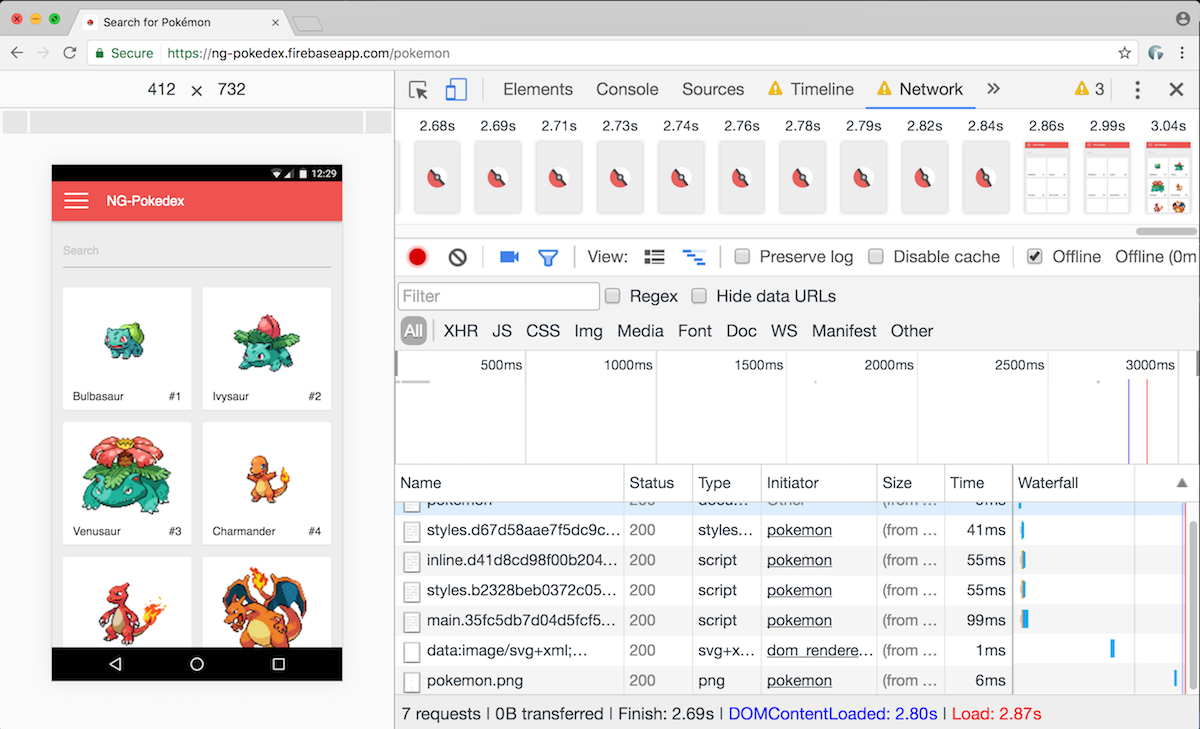 Search for Pokémon
Secure https://ng-pokedex.firebaseapp.com/pokemon
412 × 732
12:29
NG-Pokedex
Search
Bulbasaur #1
Ivysaur #2
Venusaur #3
Charmander #4
Elements Console Sources Timeline Network 3
2.68s 2.69s 2.71s 2.73s 2.74s 2.76s 2.78s 2.79s 2.82s 2.84s 2.86s 2.99s 3.04s
View: Preserve log Disable cache Offline Offline (0m
Filter Regex Hide data URLs
All XHR JS CSS Img Media Font Doc WS Manifest Other
500ms 1000ms 1500ms 2000ms 2500ms 3000ms
Name Status Type Initiator Size Time Waterfall
pokemon 200 docu… Other (from …
styles.d67d58aae7f5dc9c… 200 styles… pokemon (from … 41ms
inline.d41d8cd98f00b204… 200 script pokemon (from … 55ms
styles.b2328beb0372c05… 200 script pokemon (from … 55ms
main.35fc5db7d04d5fcf5… 200 script pokemon (from … 99ms
data:image/svg+xml;… 200 svg+x… dom_rendere… (from … 1ms
pokemon.png 200 png pokemon (from … 6ms
7 requests | 0B transferred | Finish: 2.69s | DOMContentLoaded: 2.80s | Load: 2.87s